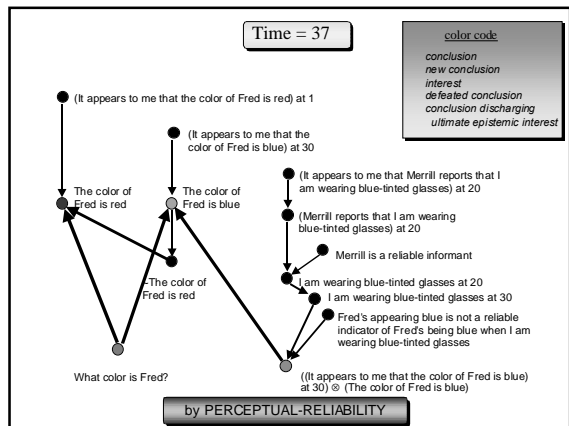 Time = 37
color code
conclusion
new conclusion
interest
defeated conclusion
conclusion discharging
ultimate epistemic interest
(It appears to me that the color of Fred is red) at 1
(It appears to me that the
color of Fred is blue) at 30
(It appears to me that Merrill reports that I
am wearing blue-tinted glasses) at 20
The color of
Fred is red
The color of
Fred is blue
(Merrill reports that I am wearing
blue-tinted glasses) at 20
Merrill is a reliable informant
~The color of
Fred is red
I am wearing blue-tinted glasses at 20
I am wearing blue-tinted glasses at 30
Fred's appearing blue is not a reliable
indicator of Fred's being blue when I am
wearing blue-tinted glasses
What color is Fred?
((It appears to me that the color of Fred is blue)
at 30) ⊗ (The color of Fred is blue)
by PERCEPTUAL-RELIABILITY